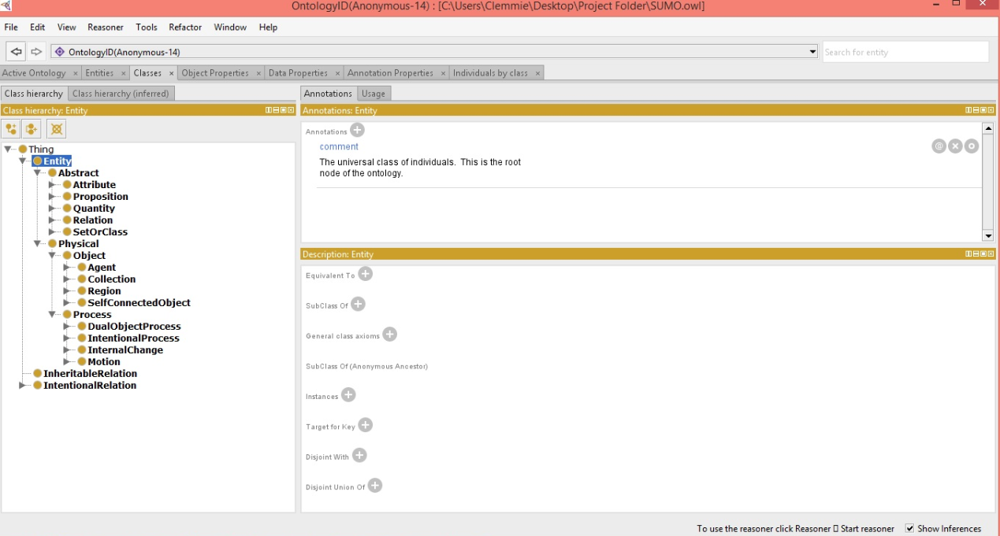 OntologyID(Anonymous-14) : [C:\Users\Clemmie\Desktop\Project Folder\SUMO.owl]
File Edit View Reasoner Tools Refactor Window Help
OntologyID(Anonymous-14)
Search for entity
Active Ontology × Entities × Classes × Object Properties × Data Properties × Annotation Properties × Individuals by class ×
Class hierarchy Class hierarchy (inferred)
Class hierarchy: Entity
Thing
Entity
Abstract
Attribute
Proposition
Quantity
Relation
SetOrClass
Physical
Object
Agent
Collection
Region
SelfConnectedObject
Process
DualObjectProcess
IntentionalProcess
InternalChange
Motion
InheritableRelation
IntentionalRelation
Annotations Usage
Annotations: Entity
Annotations
comment
The universal class of individuals. This is the root
node of the ontology.
Description: Entity
Equivalent To
SubClass Of
General class axioms
SubClass Of (Anonymous Ancestor)
Instances
Target for Key
Disjoint With
Disjoint Union Of
To use the reasoner click Reasoner ▯ Start reasoner Show Inferences